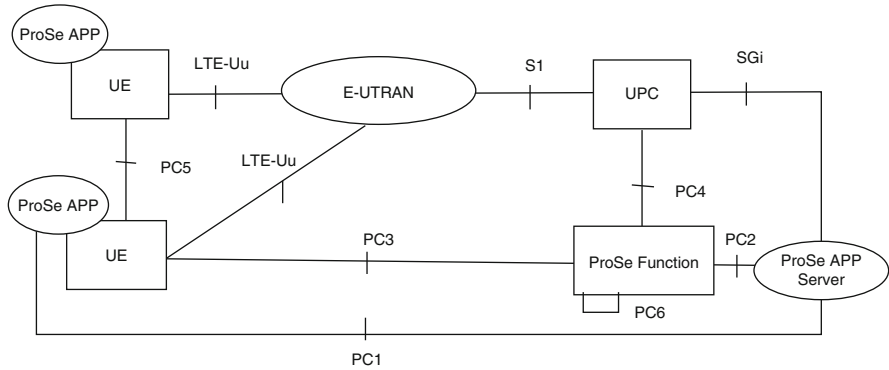 ProSe APP
UE
LTE-Uu
E-UTRAN
S1
UPC
SGi
PC5
LTE-Uu
PC4
ProSe APP
UE
PC3
ProSe Function
PC2
ProSe APP
Server
PC6
PC1